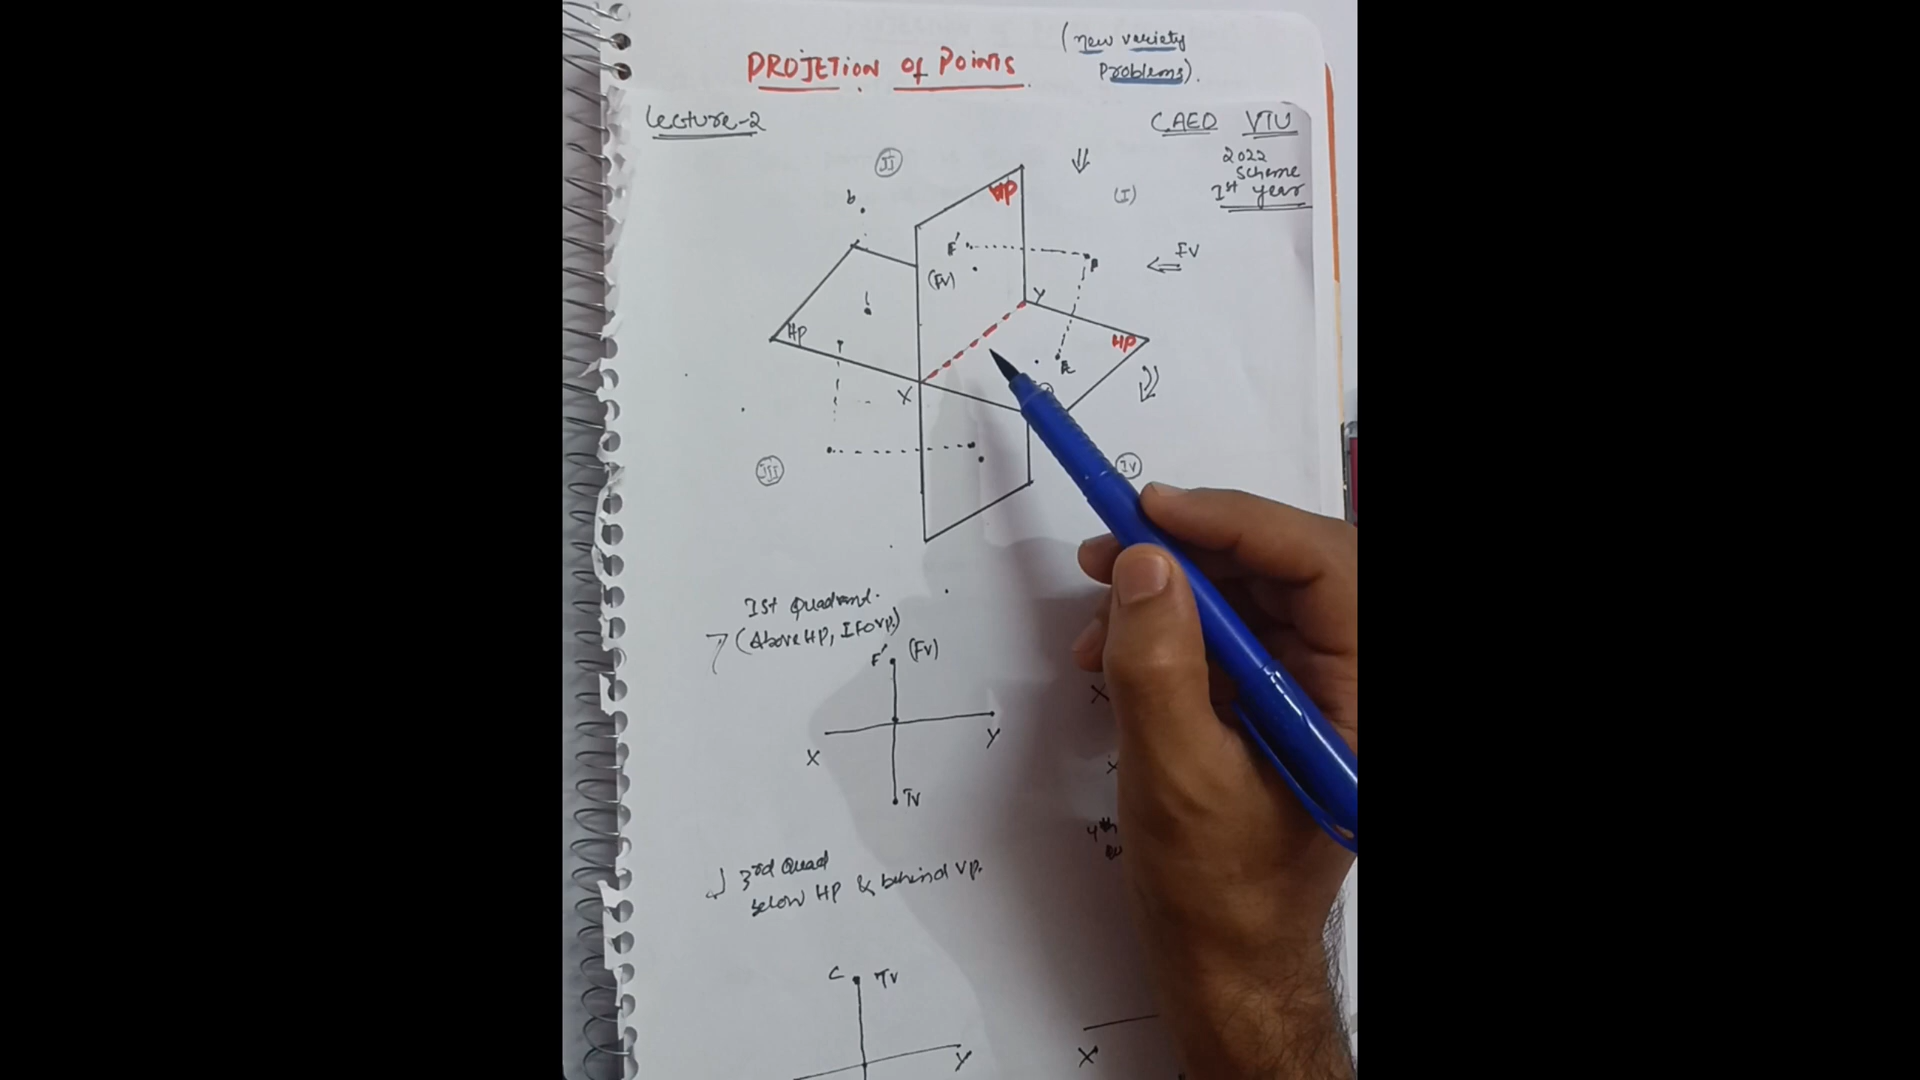 (new variety
Problems).
PROJETION of POINTS
Lecture-2
CAED VTU
2022
Scheme
1st year
II
(I)
b
F'
(FV)
FV
Y
HP
HP
X
III
IV
1st Quadrant.
(Above HP, IFOVP.)
F' (FV)
X Y
TV
X
X
4th
3rd Quad
below HP & behind VP.
C TV
Y
X